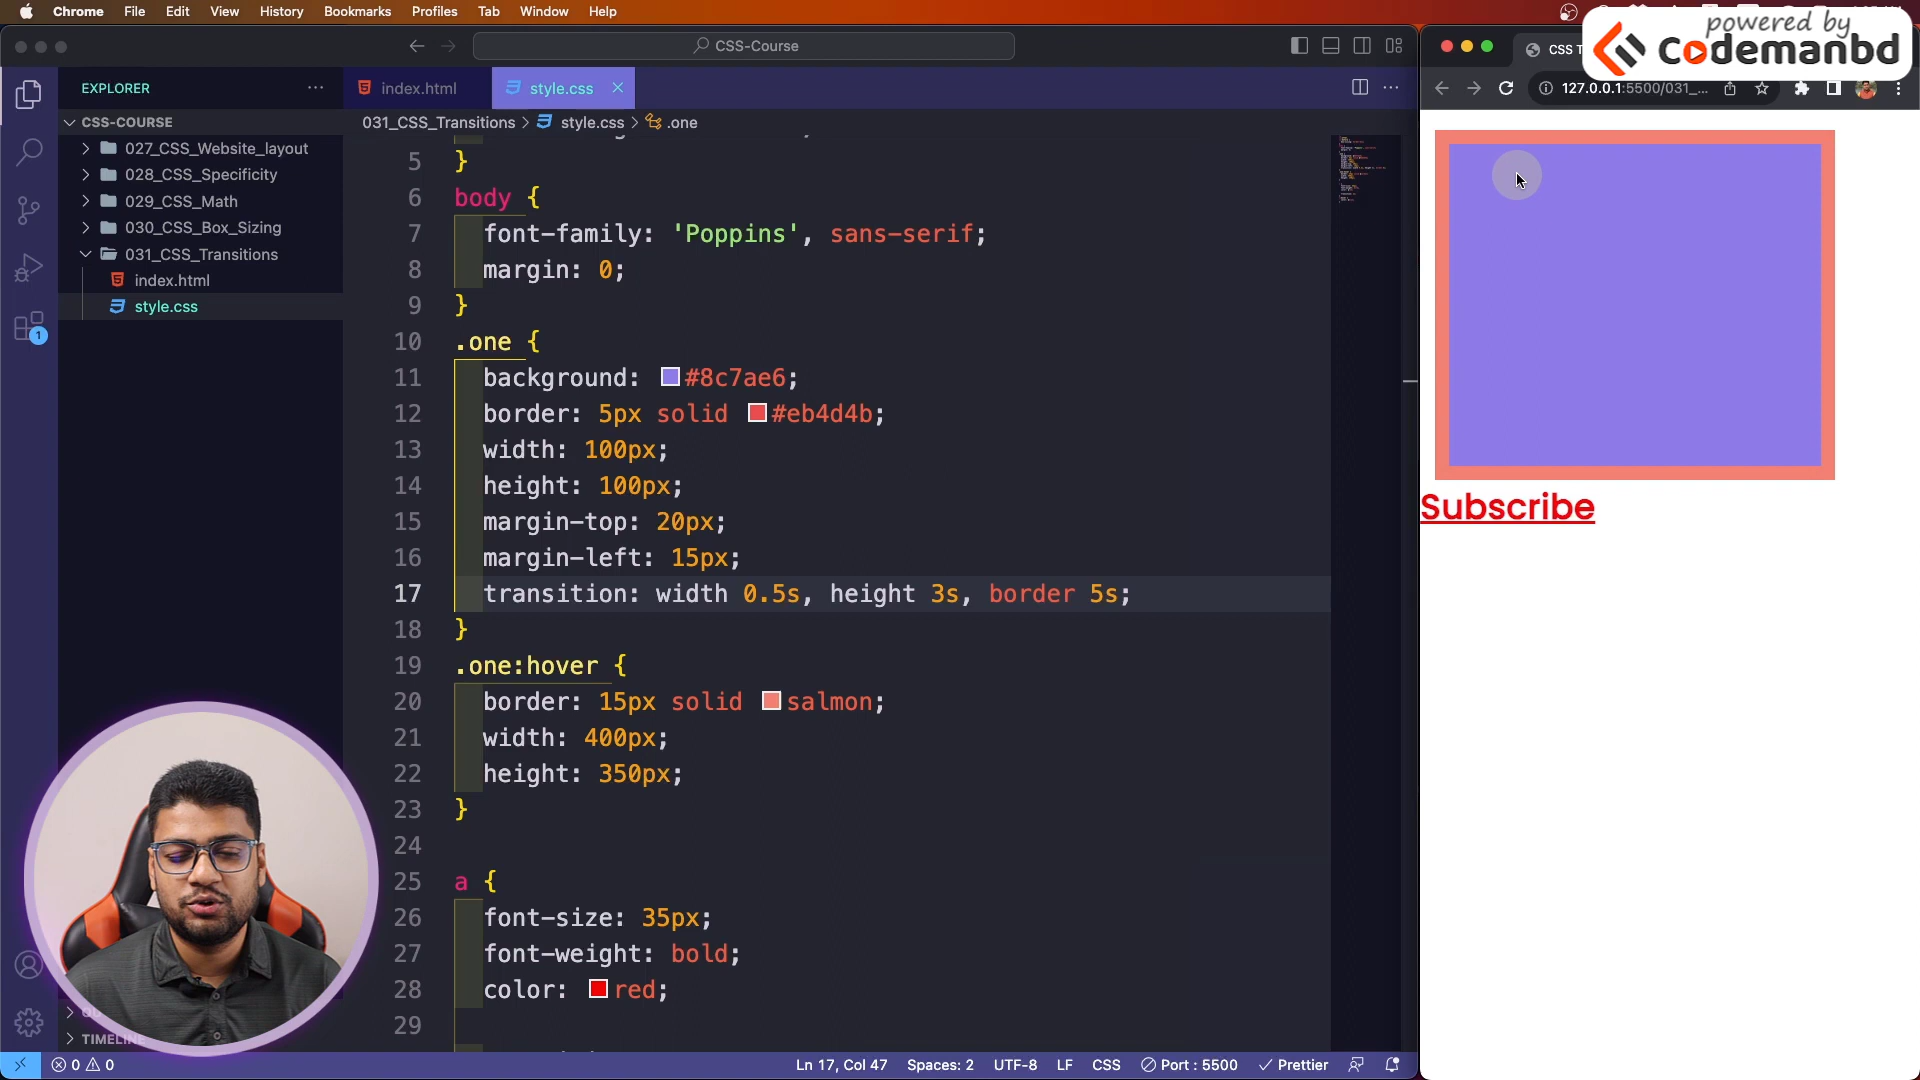 Chrome File Edit View History Bookmarks Profiles Tab Window Help
powered by
Codemanbd
CSS-Course
CSS T
EXPLORER
index.html
style.css
127.0.0.1:5500/031_...
CSS-COURSE
031_CSS_Transitions > style.css > .one
027_CSS_Website_layout
028_CSS_Specificity
029_CSS_Math
030_CSS_Box_Sizing
031_CSS_Transitions
index.html
style.css
1
5 }
6 body {
7 font-family: 'Poppins', sans-serif;
8 margin: 0;
9 }
10 .one {
11 background: #8c7ae6;
12 border: 5px solid #eb4d4b;
13 width: 100px;
14 height: 100px;
15 margin-top: 20px;
16 margin-left: 15px;
17 transition: width 0.5s, height 3s, border 5s;
18 }
19 .one:hover {
20 border: 15px solid salmon;
21 width: 400px;
22 height: 350px;
23 }
24
25 a {
26 font-size: 35px;
27 font-weight: bold;
28 color: red;
29
Subscribe
TIMELINE
0 0
Ln 17, Col 47 Spaces: 2 UTF-8 LF CSS Port : 5500 Prettier